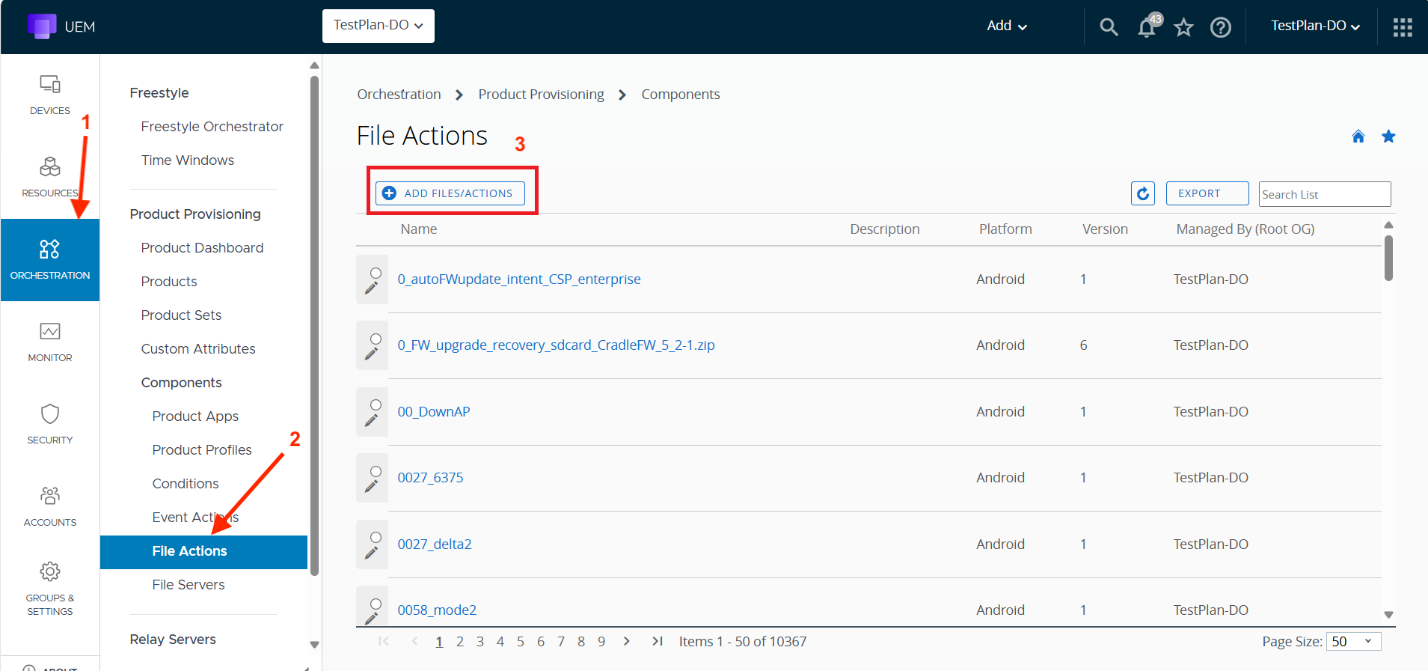 UEM
TestPlan-DO
Add
43
TestPlan-DO
DEVICES
1
RESOURCES
ORCHESTRATION
MONITOR
SECURITY
ACCOUNTS
GROUPS &
SETTINGS
ABOUT
Freestyle
Freestyle Orchestrator
Time Windows
Product Provisioning
Product Dashboard
Products
Product Sets
Custom Attributes
Components
Product Apps
2
Product Profiles
Conditions
Event Actions
File Actions
File Servers
Relay Servers
Orchestration > Product Provisioning > Components
File Actions
3
ADD FILES/ACTIONS
EXPORT
Search List
Name Description Platform Version Managed By (Root OG)
0_autoFWupdate_intent_CSP_enterprise Android 1 TestPlan-DO
0_FW_upgrade_recovery_sdcard_CradleFW_5_2-1.zip Android 6 TestPlan-DO
00_DownAP Android 1 TestPlan-DO
0027_6375 Android 1 TestPlan-DO
0027_delta2 Android 1 TestPlan-DO
0058_mode2 Android 1 TestPlan-DO
1 2 3 4 5 6 7 8 9 Items 1 - 50 of 10367 Page Size: 50